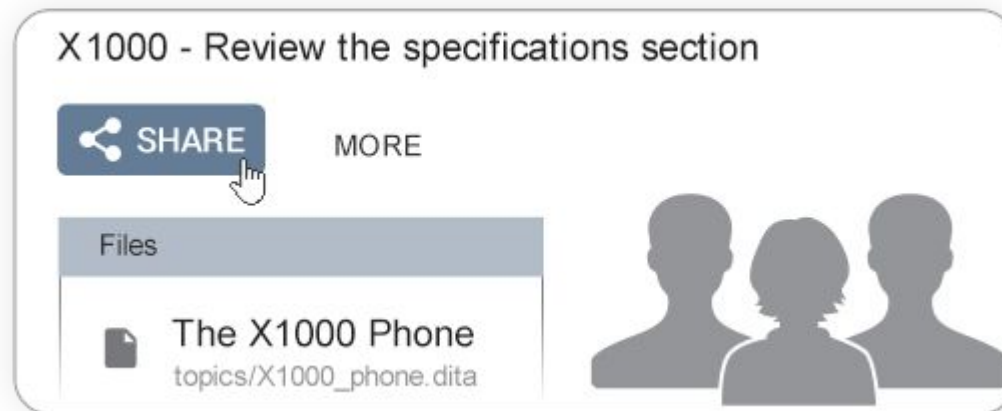 X1000 - Review the specifications section
SHARE
MORE
Files
The X1000 Phone
topics/X1000_phone.dita